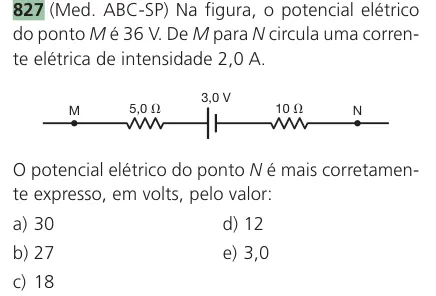 827 (Med. ABC-SP) Na figura, o potencial elétrico
do ponto M é 36 V. De M para N circula uma corren-
te elétrica de intensidade 2,0 A.
3,0 V
M 5,0 Ω 10 Ω N
O potencial elétrico do ponto N é mais corretamen-
te expresso, em volts, pelo valor:
a) 30 d) 12
b) 27 e) 3,0
c) 18